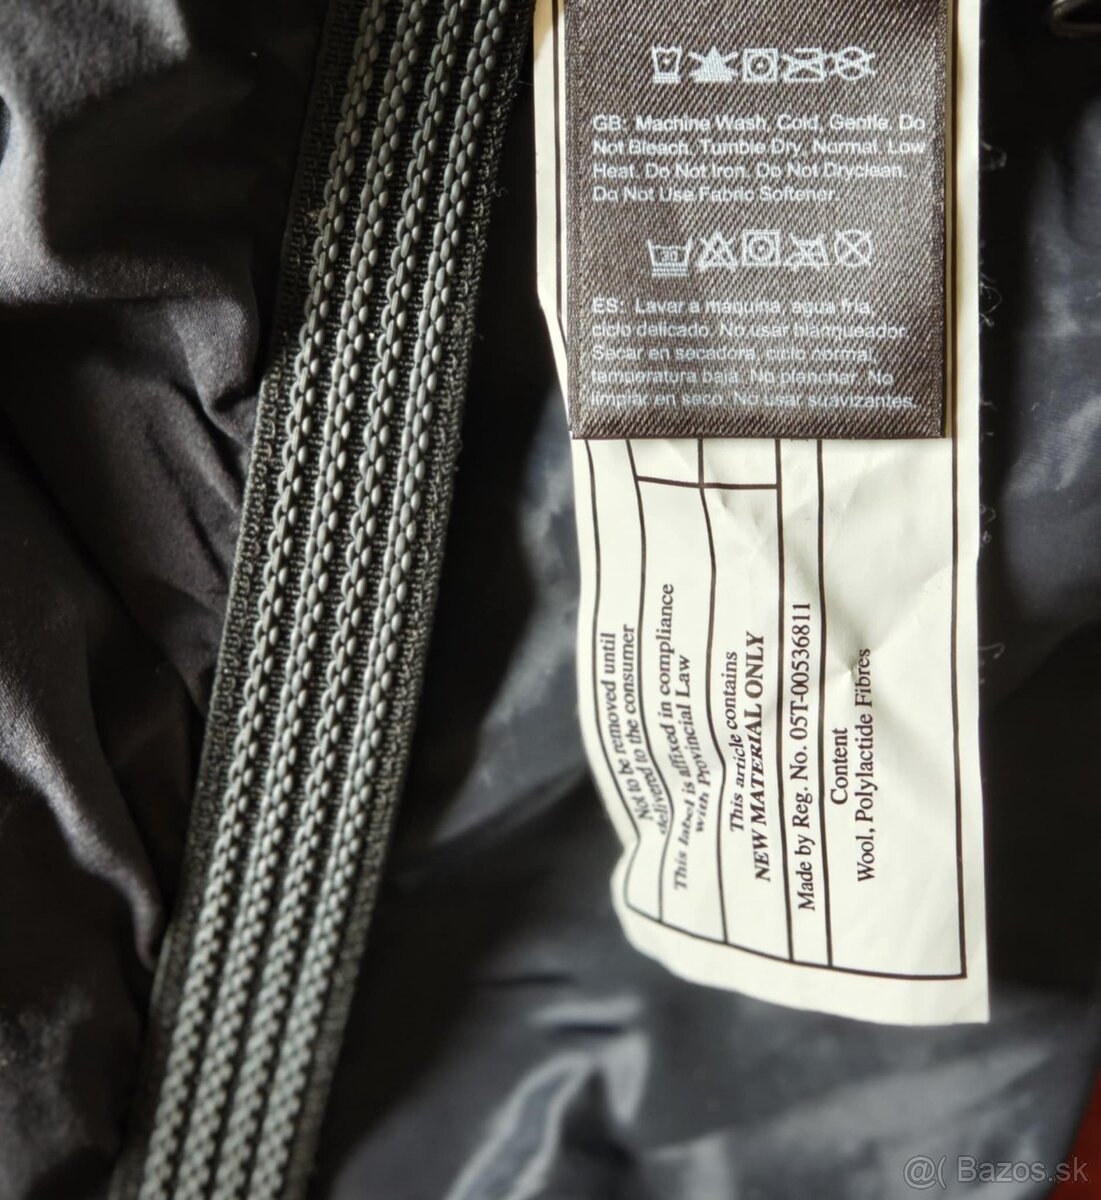 GB: Machine Wash, Cold, Gentle. Do
Not Bleach. Tumble Dry, Normal, Low
Heat. Do Not Iron. Do Not Dryclean.
Do Not Use Fabric Softener.
30
ES: Lavar a máquina, agua fría,
ciclo delicado. No usar blanqueador.
Secar en secadora, ciclo normal,
temperatura baja. No planchar. No
limpiar en seco. No usar suavizantes.
Not to be removed until
delivered to the consumer
This label is affixed in compliance
with Provincial Law
This article contains
NEW MATERIAL ONLY
Made by Reg. No. 05T-00536811
Content
Wool, Polylactide Fibres
@( Bazos.sk